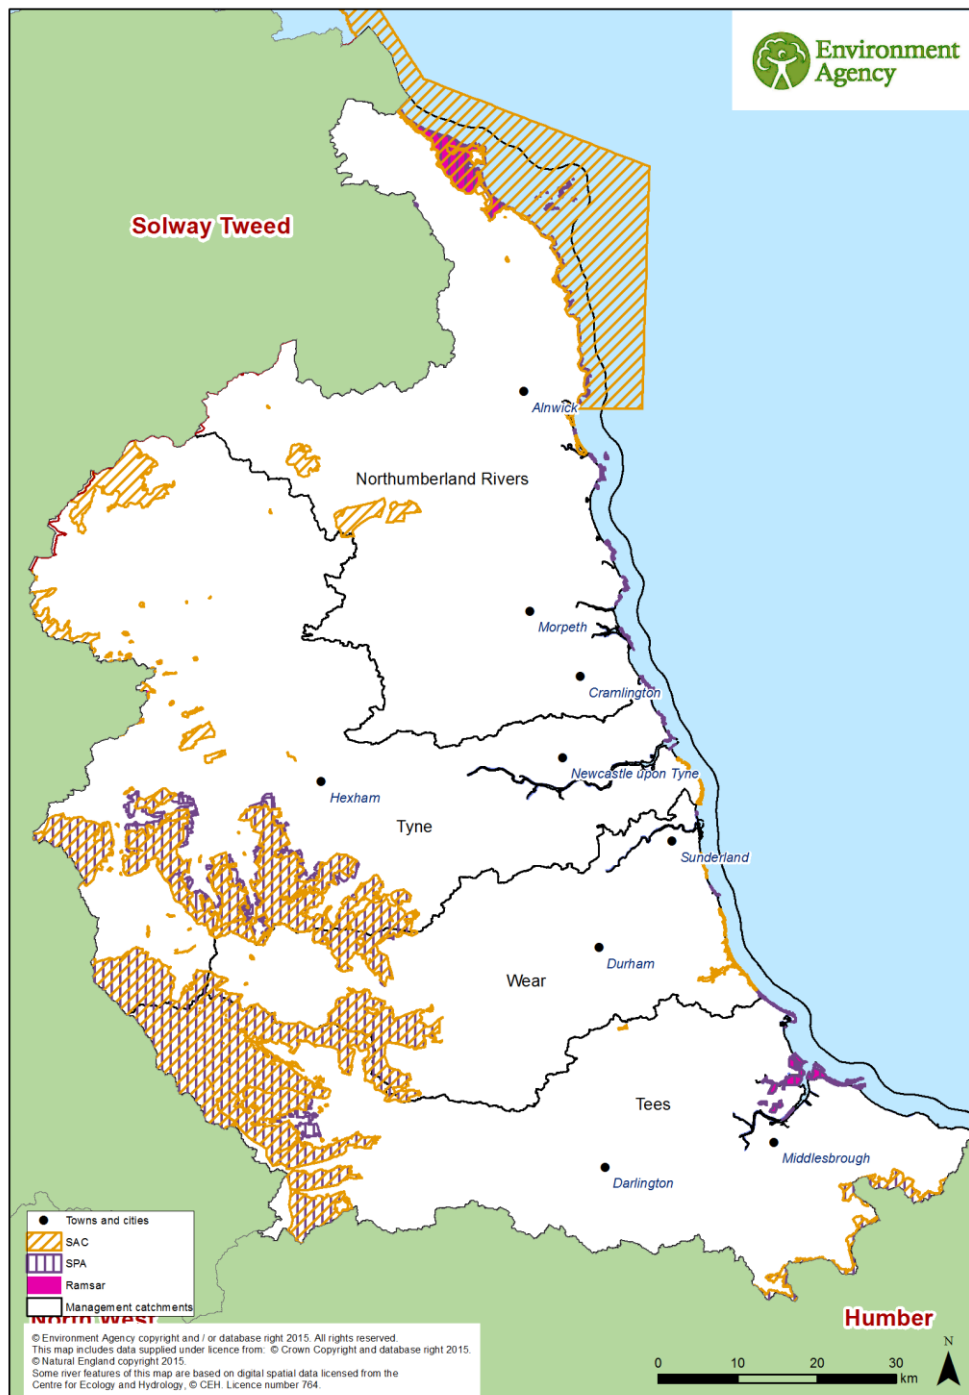 Environment
Agency
Solway Tweed
Alnwick
Northumberland Rivers
Morpeth
Cramlington
Newcastle upon Tyne
Hexham
Tyne
Sunderland
Durham
Wear
Tees
Middlesbrough
Darlington
Towns and cities
SAC
SPA
Ramsar
Management catchments
North West
Humber
© Environment Agency copyright and / or database right 2015. All rights reserved.
This map includes data supplied under licence from: © Crown Copyright and database right 2015.
© Natural England copyright 2015.
Some river features of this map are based on digital spatial data licensed from the
Centre for Ecology and Hydrology, © CEH. Licence number 764.
0 10 20 30
km
N